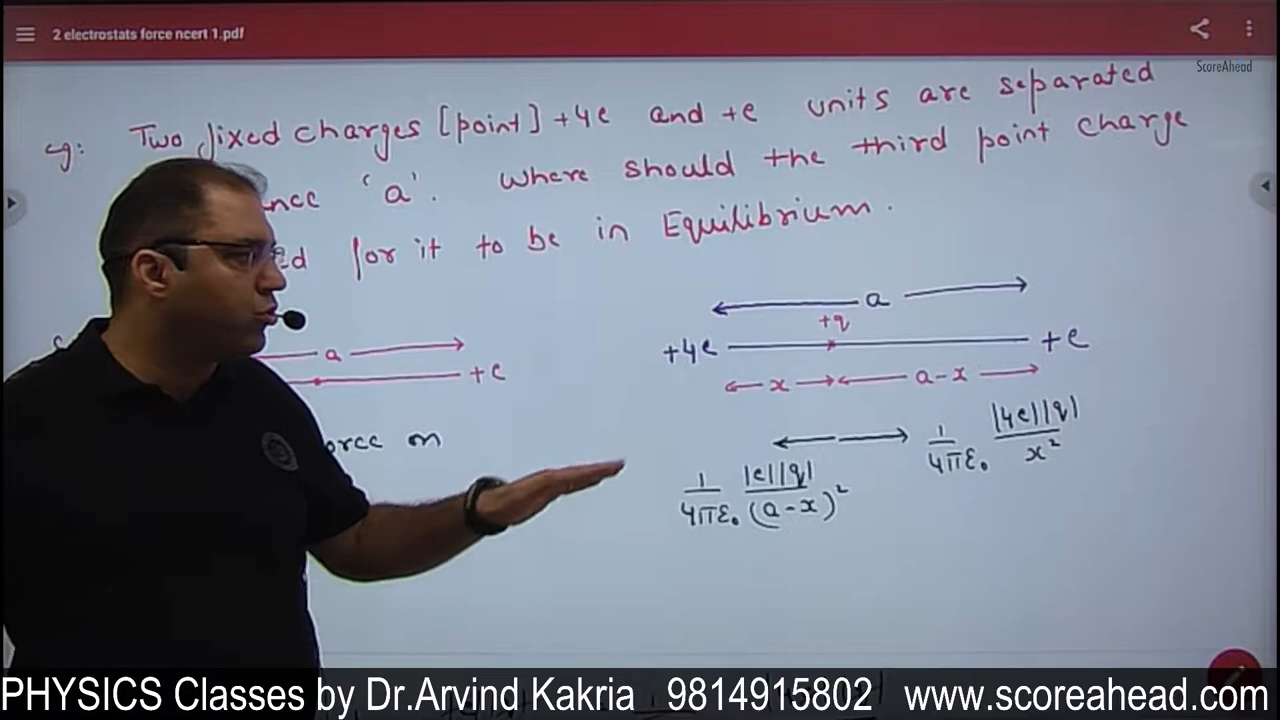 2 electrostats force ncert 1.pdf
ScoreAhead
eg: Two fixed charges [point] +4e and +e units are separated
'a'. Where should the third point charge
for it to be in Equilibrium.
a
+e
force on
a
+q
+4e
+e
x
a-x
1/4πε₀ |e||q|/(a-x)²
1/4πε₀ |4e||q|/x²
PHYSICS Classes by Dr.Arvind Kakria 9814915802 www.scoreahead.com